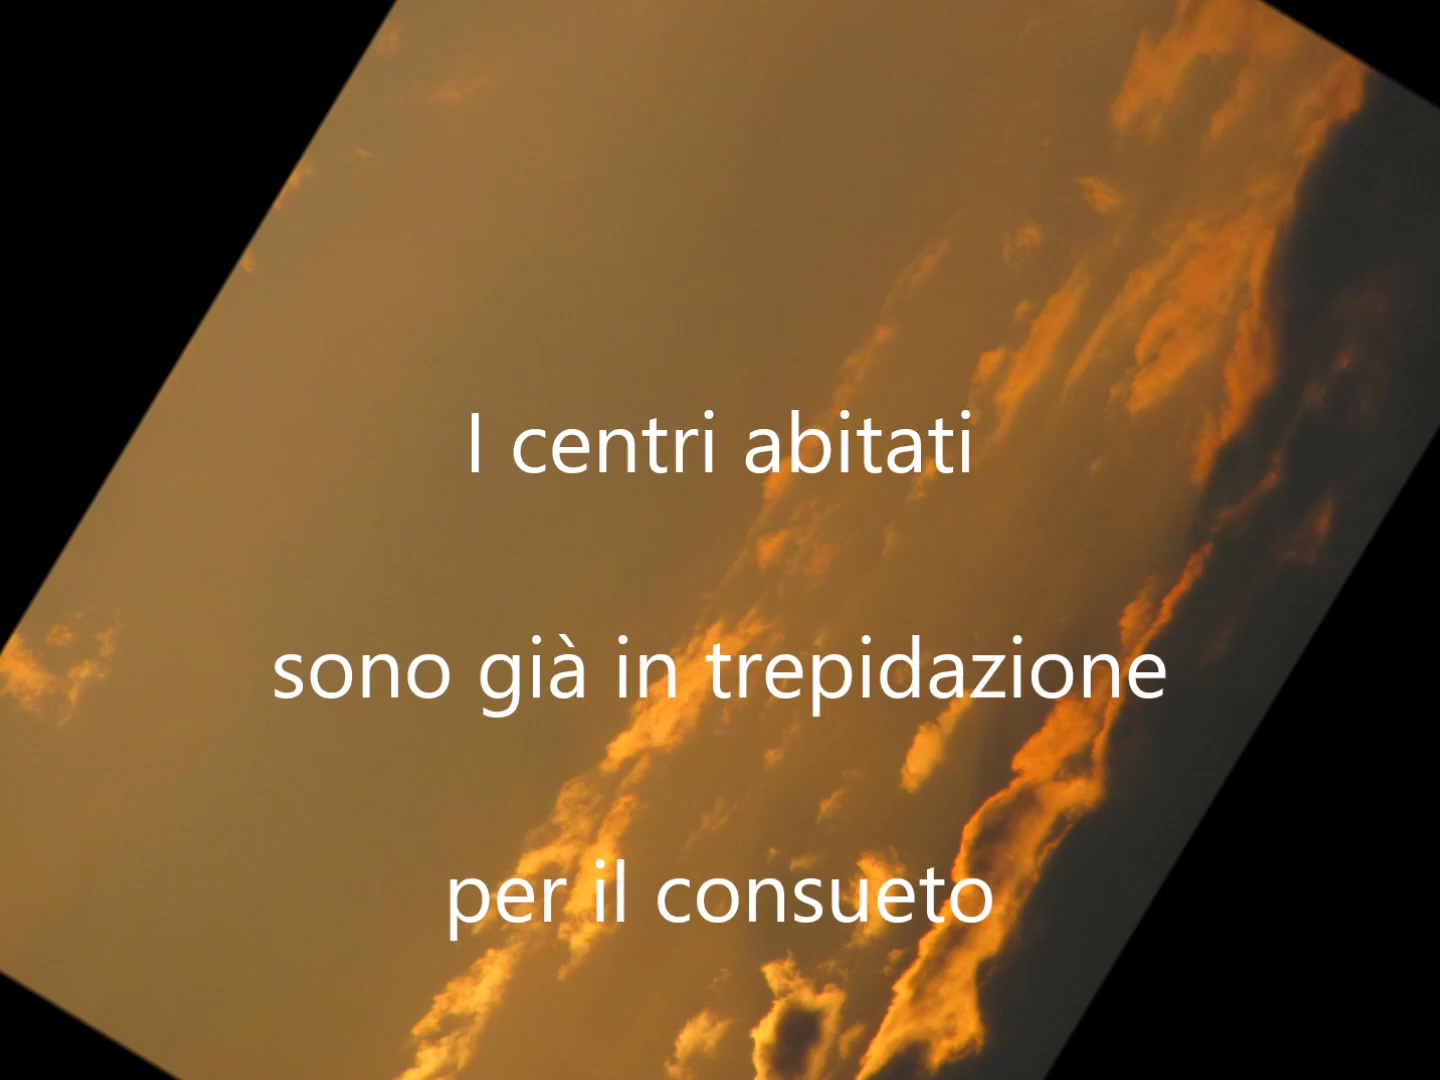 I centri abitati
sono già in trepidazione
per il consueto